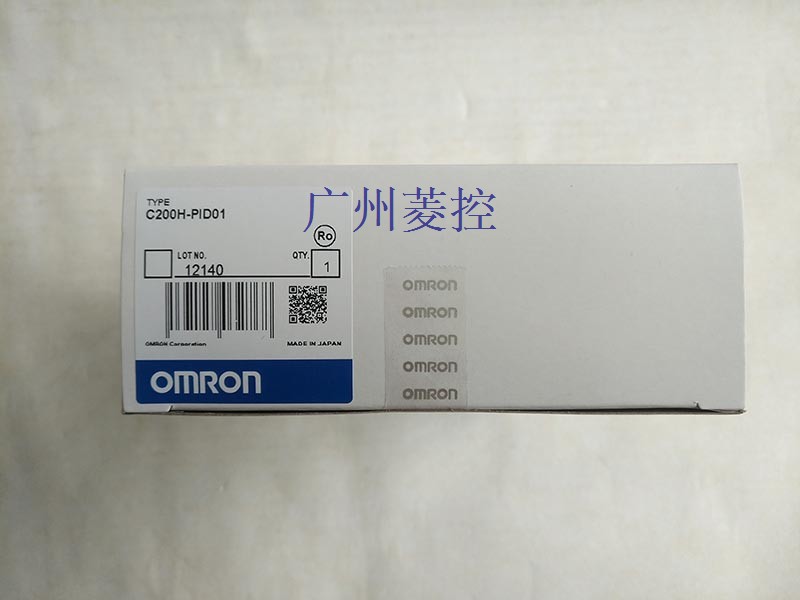 TYPE
C200H-PID01
广州菱控
Ro
LOT NO.
12140
QTY.
1
OMRON Corporation
MADE IN JAPAN
OMRON
OMRON
OMRON
OMRON
OMRON
OMRON